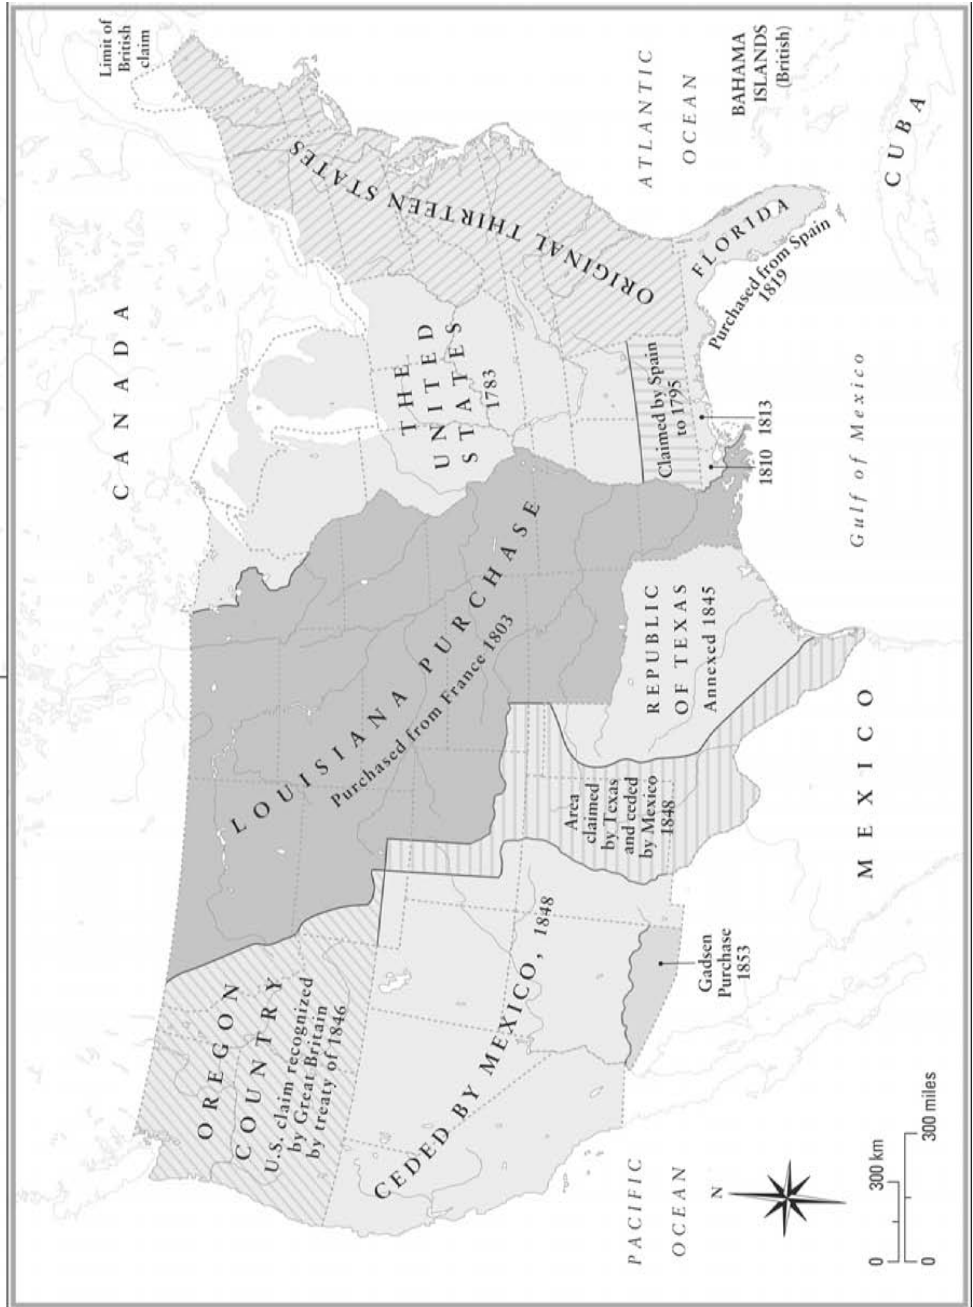 Limit of
British
claim
CANADA
ORIGINAL THIRTEEN STATES
ATLANTIC
OCEAN
BAHAMA
ISLANDS
(British)
CUBA
FLORIDA
Purchased from Spain
1819
THE
UNITED
STATES
1783
Claimed by Spain
to 1795
1810
1813
Gulf of Mexico
LOUISIANA PURCHASE
Purchased from France 1803
REPUBLIC
OF TEXAS
Annexed 1845
Area
claimed
by Texas
and ceded
by Mexico
1848
MEXICO
OREGON
COUNTRY
U.S. claim recognized
by Great Britain
by treaty of 1846
CEDED BY MEXICO, 1848
Gadsen
Purchase
1853
PACIFIC
OCEAN
N
0 300 km
0 300 miles